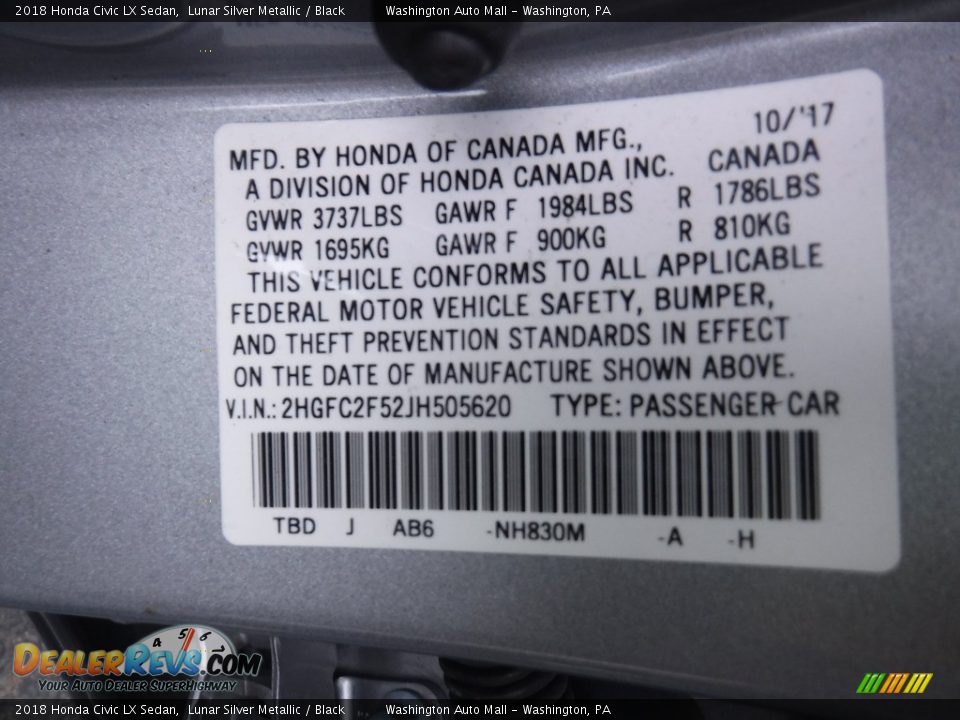 2018 Honda Civic LX Sedan,  Lunar Silver Metallic / Black     Washington Auto Mall - Washington, PA
10/'17
MFD. BY HONDA OF CANADA MFG.,
A DIVISION OF HONDA CANADA INC.  CANADA
GVWR 3737LBS  GAWR F 1984LBS  R 1786LBS
GVWR 1695KG  GAWR F 900KG  R 810KG
THIS VEHICLE CONFORMS TO ALL APPLICABLE
FEDERAL MOTOR VEHICLE SAFETY, BUMPER,
AND THEFT PREVENTION STANDARDS IN EFFECT
ON THE DATE OF MANUFACTURE SHOWN ABOVE.
V.I.N.: 2HGFC2F52JH505620  TYPE: PASSENGER CAR
TBD  J  AB6  -NH830M  -A  -H
4 5 6
DealerRevs.com
Your Auto Dealer SuperHighway
2018 Honda Civic LX Sedan,  Lunar Silver Metallic / Black     Washington Auto Mall - Washington, PA